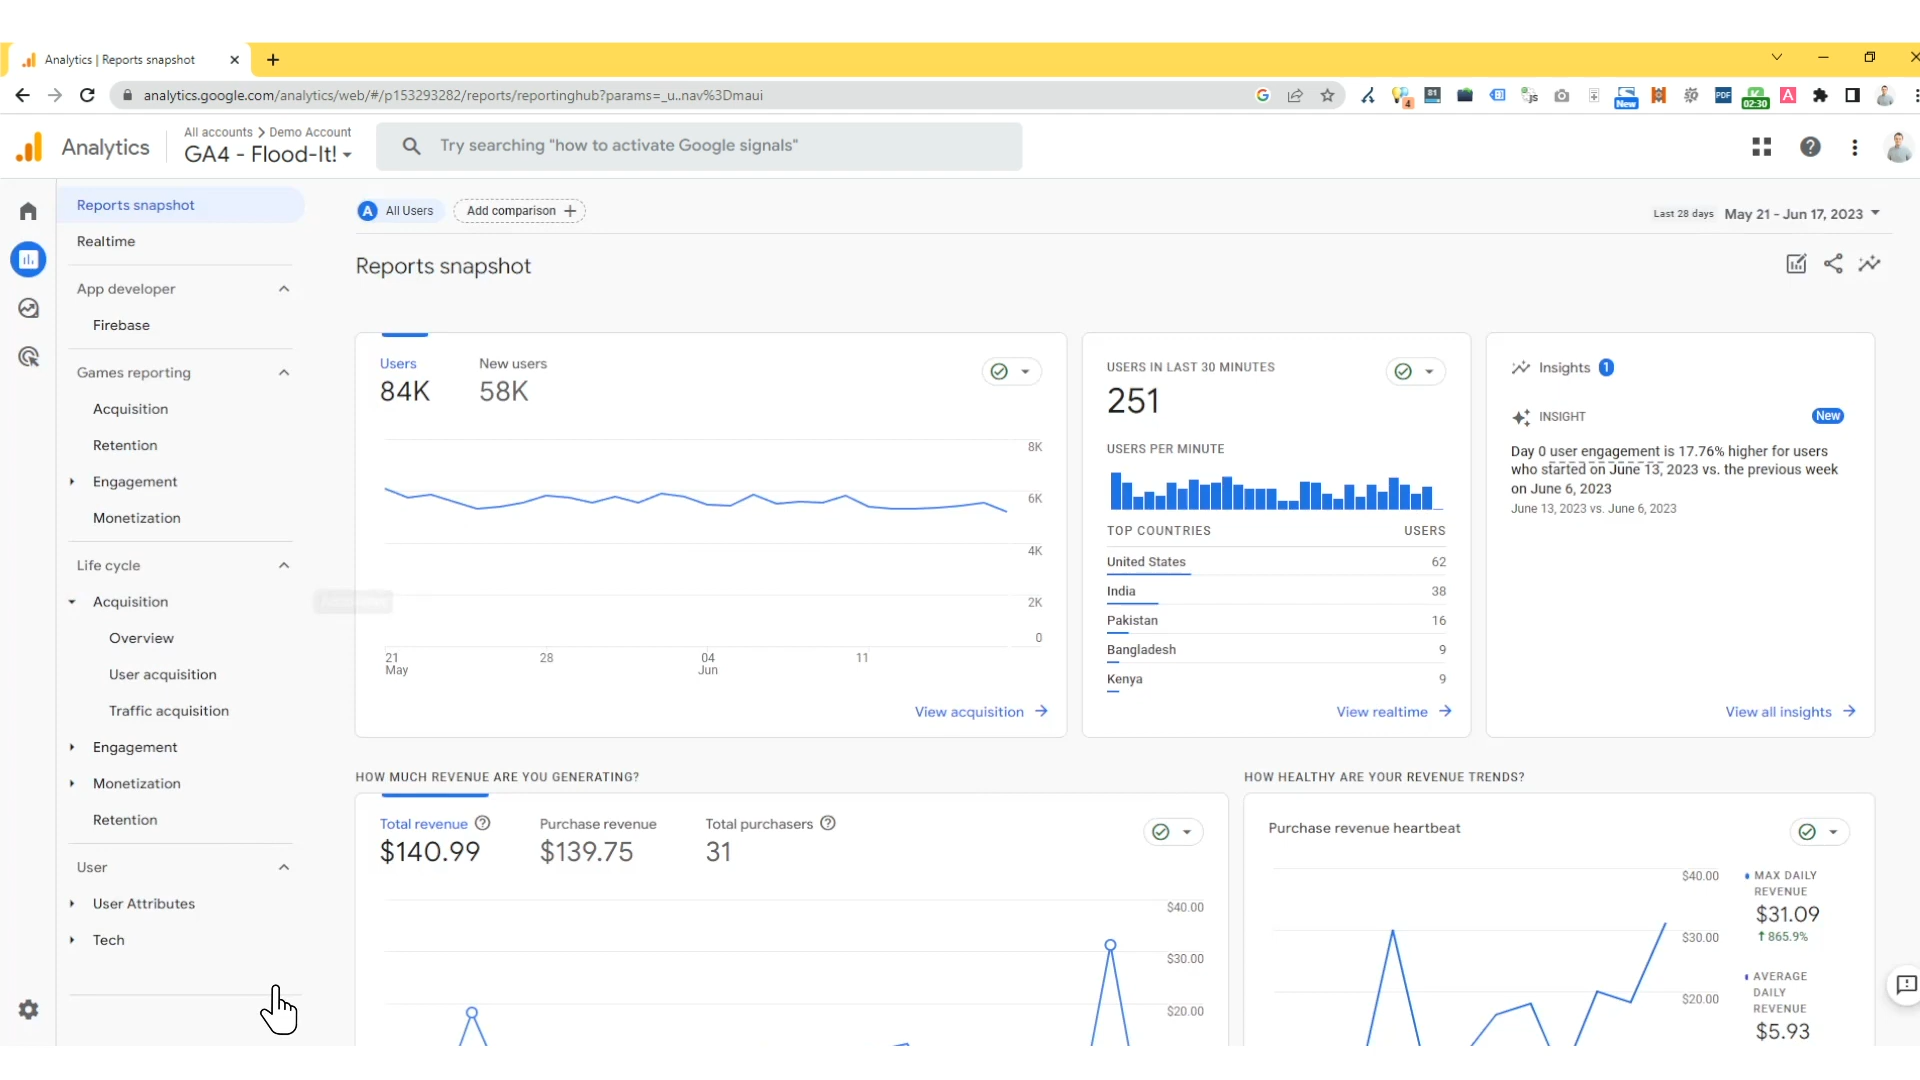 Analytics | Reports snapshot
analytics.google.com/analytics/web/#/p153293282/reports/reportinghub?params=_u..nav%3Dmaui
4
31
js
New
PDF
02:30
A
Analytics
All accounts > Demo Account
GA4 - Flood-It!
Try searching "how to activate Google signals"
Reports snapshot
Realtime
App developer
Firebase
Games reporting
Acquisition
Retention
Engagement
Monetization
Life cycle
Acquisition
Overview
User acquisition
Traffic acquisition
Engagement
Monetization
Retention
User
User Attributes
Tech
A All Users
Add comparison +
Last 28 days May 21 - Jun 17, 2023
Reports snapshot
Users
84K
New users
58K
8K
6K
4K
2K
0
21
May
28
04
Jun
11
View acquisition
USERS IN LAST 30 MINUTES
251
USERS PER MINUTE
TOP COUNTRIES USERS
United States 62
India 38
Pakistan 16
Bangladesh 9
Kenya 9
View realtime
Insights 1
INSIGHT New
Day 0 user engagement is 17.76% higher for users
who started on June 13, 2023 vs. the previous week
on June 6, 2023
June 13, 2023 vs. June 6, 2023
View all insights
HOW MUCH REVENUE ARE YOU GENERATING?
Total revenue
$140.99
Purchase revenue
$139.75
Total purchasers
31
$40.00
$30.00
$20.00
HOW HEALTHY ARE YOUR REVENUE TRENDS?
Purchase revenue heartbeat
$40.00
$30.00
$20.00
MAX DAILY
REVENUE
$31.09
865.9%
AVERAGE
DAILY
REVENUE
$5.93